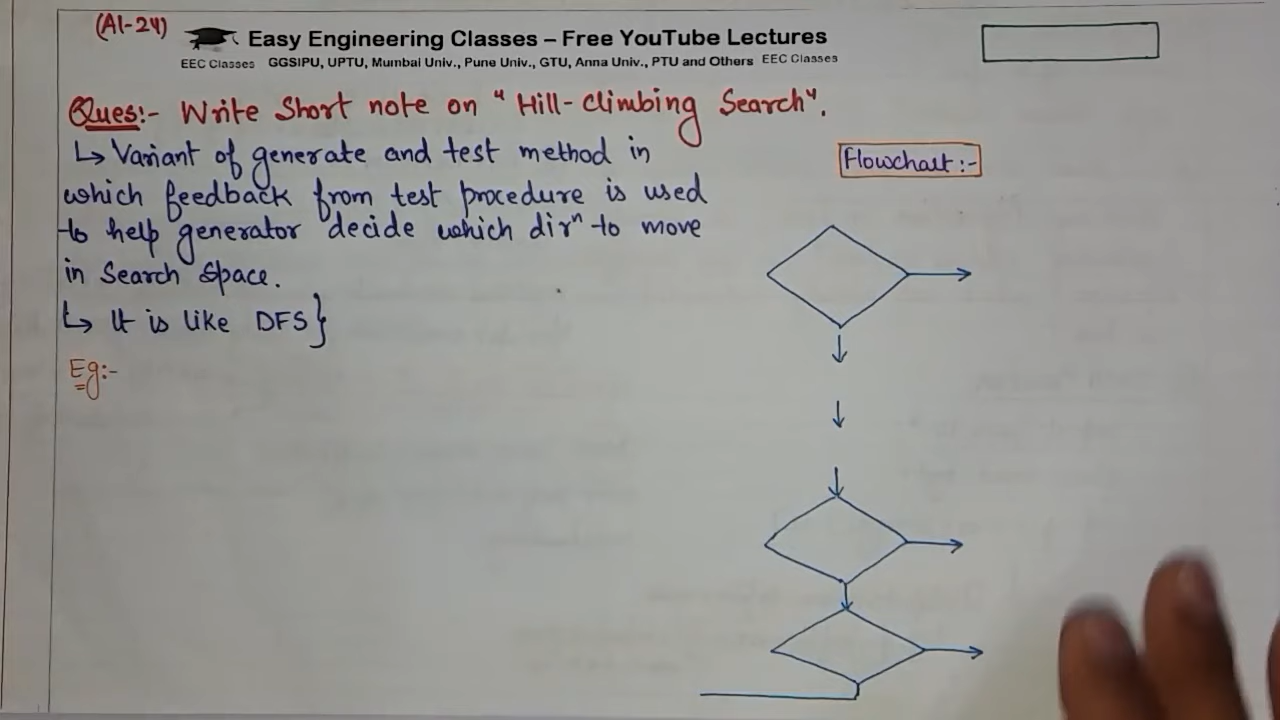 (AI-24)
Easy Engineering Classes – Free YouTube Lectures
EEC Classes GGSIPU, UPTU, Mumbai Univ., Pune Univ., GTU, Anna Univ., PTU and Others EEC Classes
Ques:- Write Short note on "Hill-Climbing Search".
↳ Variant of generate and test method in
which feedback from test procedure is used
to help generator decide which dirⁿ to move
in Search Space.
↳ It is like DFS}
Eg:-
Flowchart:-